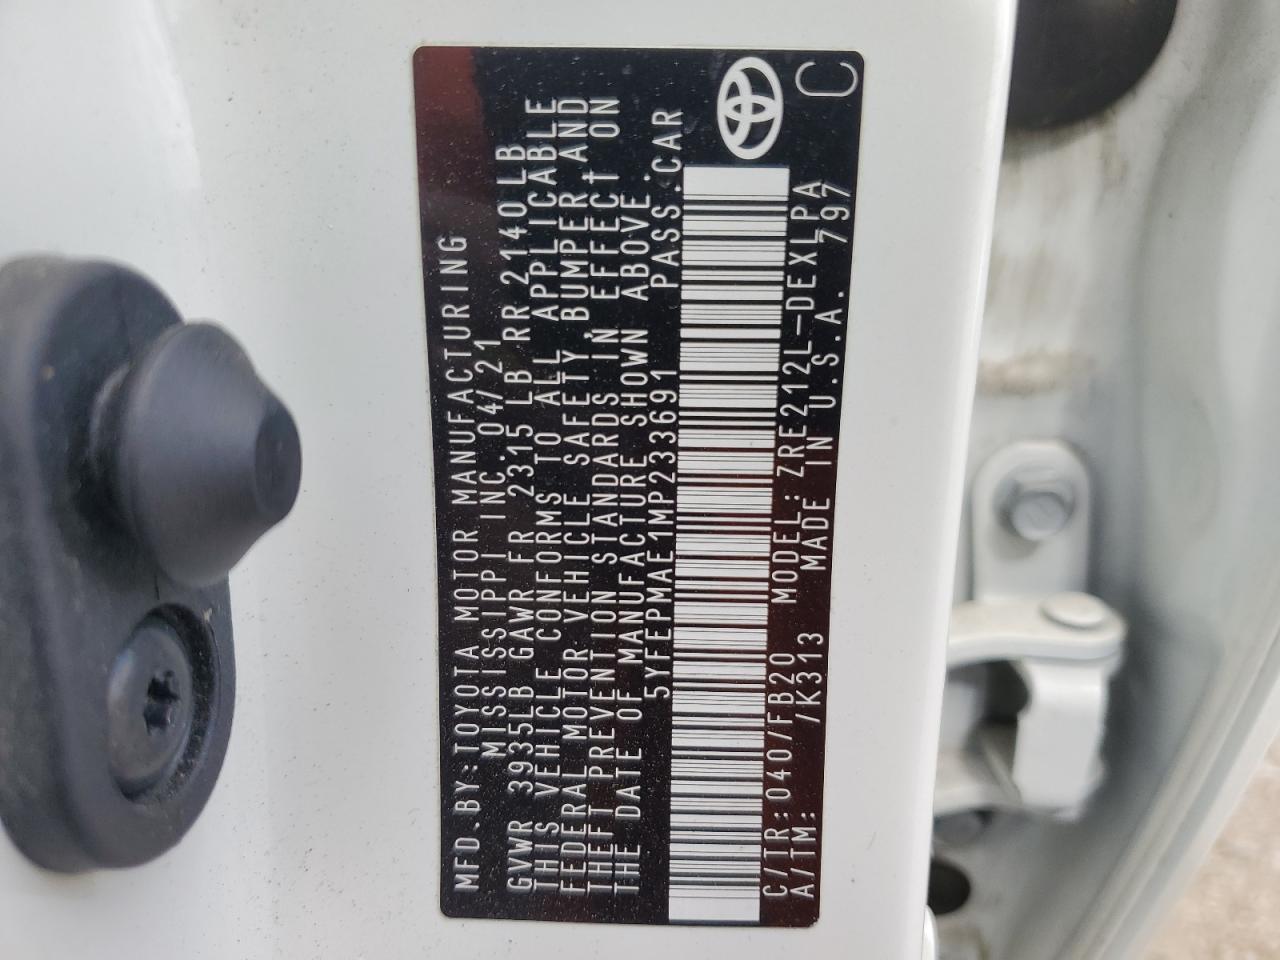 MFD.BY:TOYOTA MOTOR MANUFACTURING
MISSISSIPPI INC. 04/21
GVWR 3935LB GAWR FR 2315 LB RR 2140LB
THIS VEHICLE CONFORMS TO ALL APPLICABLE
FEDERAL MOTOR VEHICLE SAFETY BUMPER AND
THEFT PREVENTION STANDARDS IN EFFECT ON
THE DATE OF MANUFACTURE SHOWN ABOVE.
5YFEPMAE1MP233691 PASS.CAR
C/TR:040/FB20 MODEL:ZRE212L-DEXLPA
A/TM: /K313 MADE IN U.S.A. 797
C